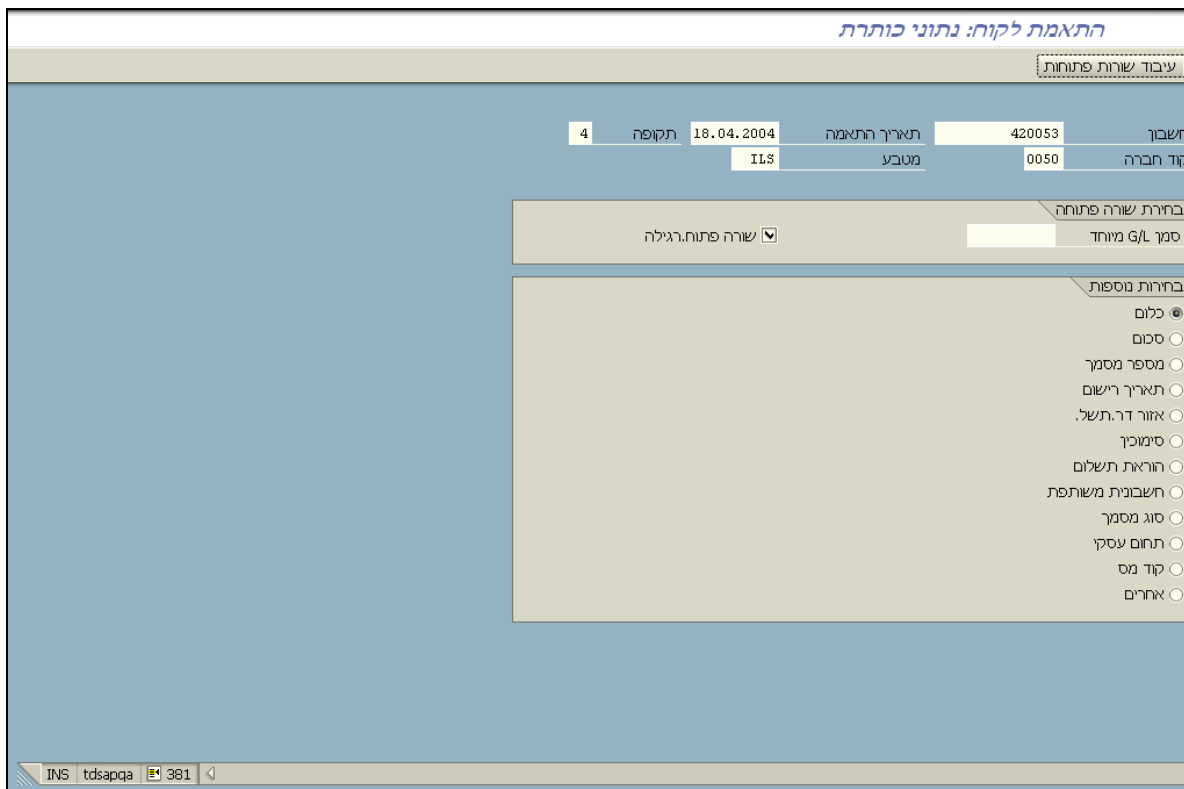 התאמת לקוח: נתוני כותרת
עיבוד שורות פתוחות
חשבון 420053 תאריך התאמה 18.04.2004 תקופה 4
קוד חברה 0050 מטבע ILS
בחירת שורה פתוחה
סמן G/L מיוחד שורה פתוח.רגילה
בחירות נוספות
כלום
סכום
מספר מסמך
תאריך רישום
אזור דר.תשל.
סימוכין
הוראת תשלום
חשבונית משותפת
סוג מסמך
תחום עסקי
קוד מס
אחרים
INS tdsapqa 381